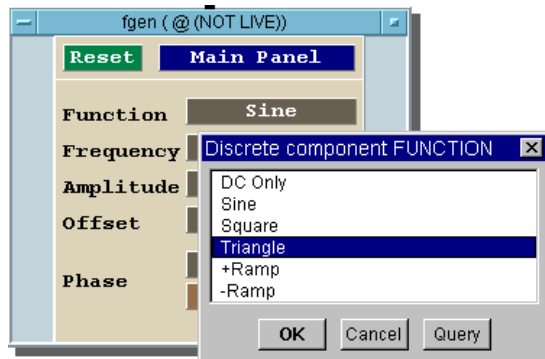 fgen ( @ (NOT LIVE))
Reset Main Panel
Function Sine
Frequency
Amplitude
Offset
Phase
Discrete component FUNCTION
DC Only
Sine
Square
Triangle
+Ramp
-Ramp
OK Cancel Query